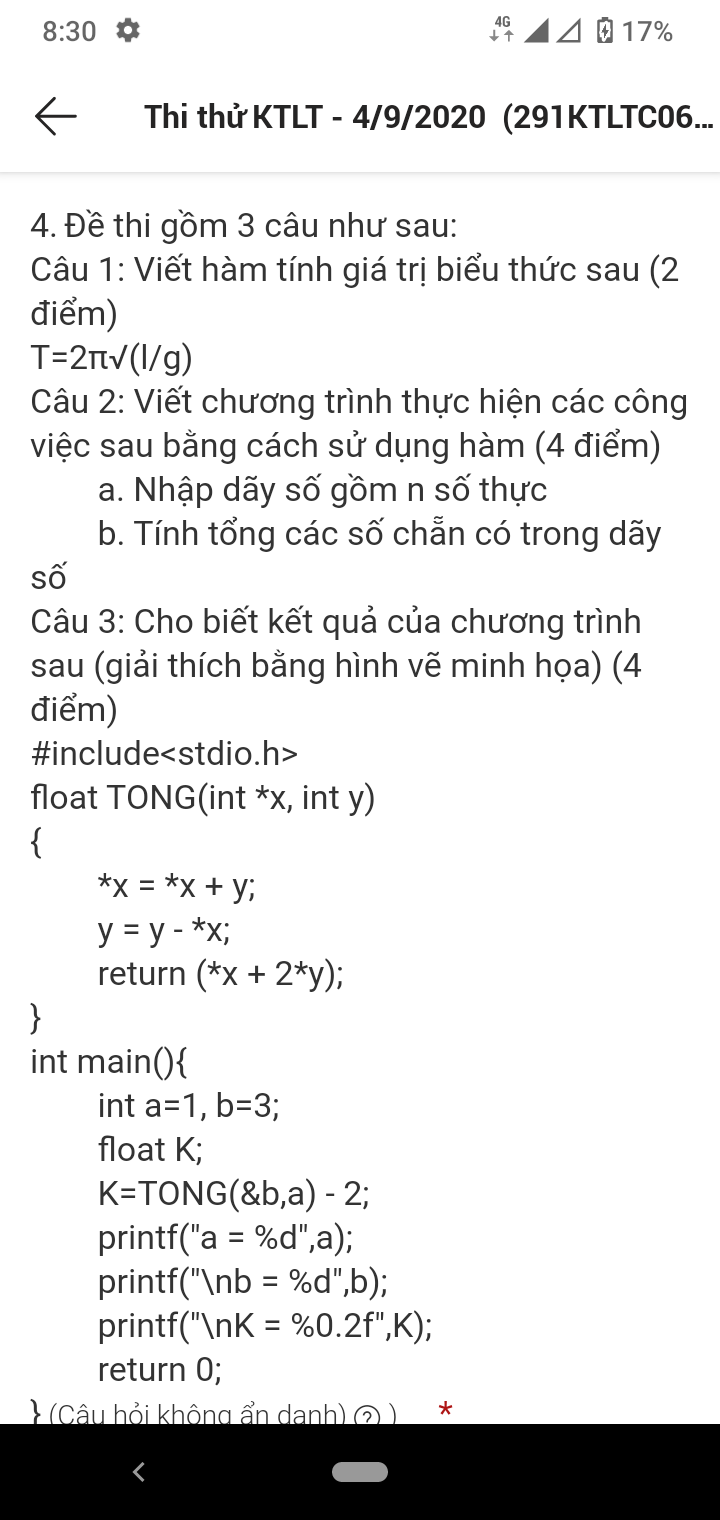 8:30
4G
17%
Thi thử KTLT - 4/9/2020 (291KTLTC06...
4. Đề thi gồm 3 câu như sau:
Câu 1: Viết hàm tính giá trị biểu thức sau (2
điểm)
T=2π√(l/g)
Câu 2: Viết chương trình thực hiện các công
việc sau bằng cách sử dụng hàm (4 điểm)
a. Nhập dãy số gồm n số thực
b. Tính tổng các số chẵn có trong dãy
số
Câu 3: Cho biết kết quả của chương trình
sau (giải thích bằng hình vẽ minh họa) (4
điểm)
#include<stdio.h>
float TONG(int *x, int y)
{
*x = *x + y;
y = y - *x;
return (*x + 2*y);
}
int main(){
int a=1, b=3;
float K;
K=TONG(&b,a) - 2;
printf("a = %d",a);
printf("\nb = %d",b);
printf("\nK = %0.2f",K);
return 0;
} (Câu hỏi không ẩn danh) ? ) *